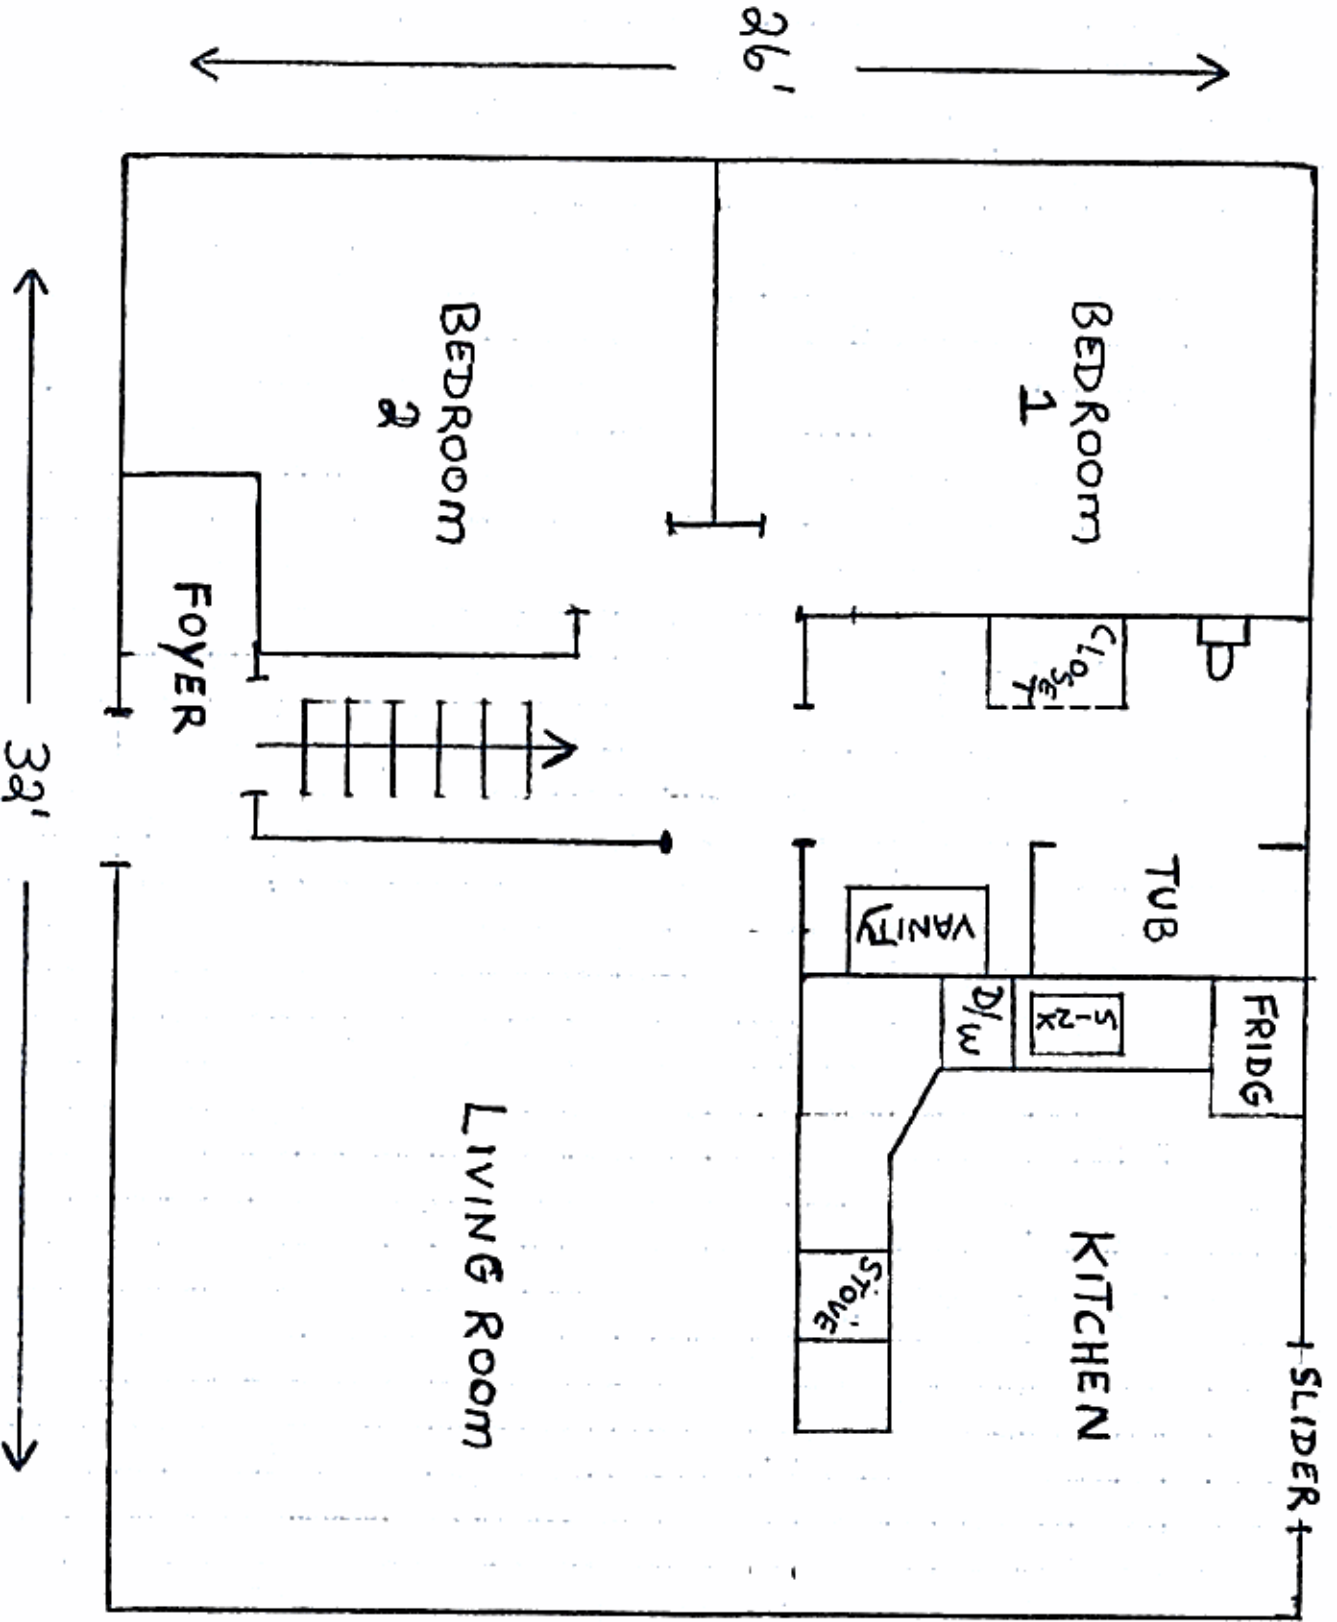 26'
BEDROOM
1
BEDROOM
2
CLOSET
FOYER
32'
TUB
VANITY
FRIDG
D/W
SINK
KITCHEN
STOVE
LIVING ROOM
SLIDER